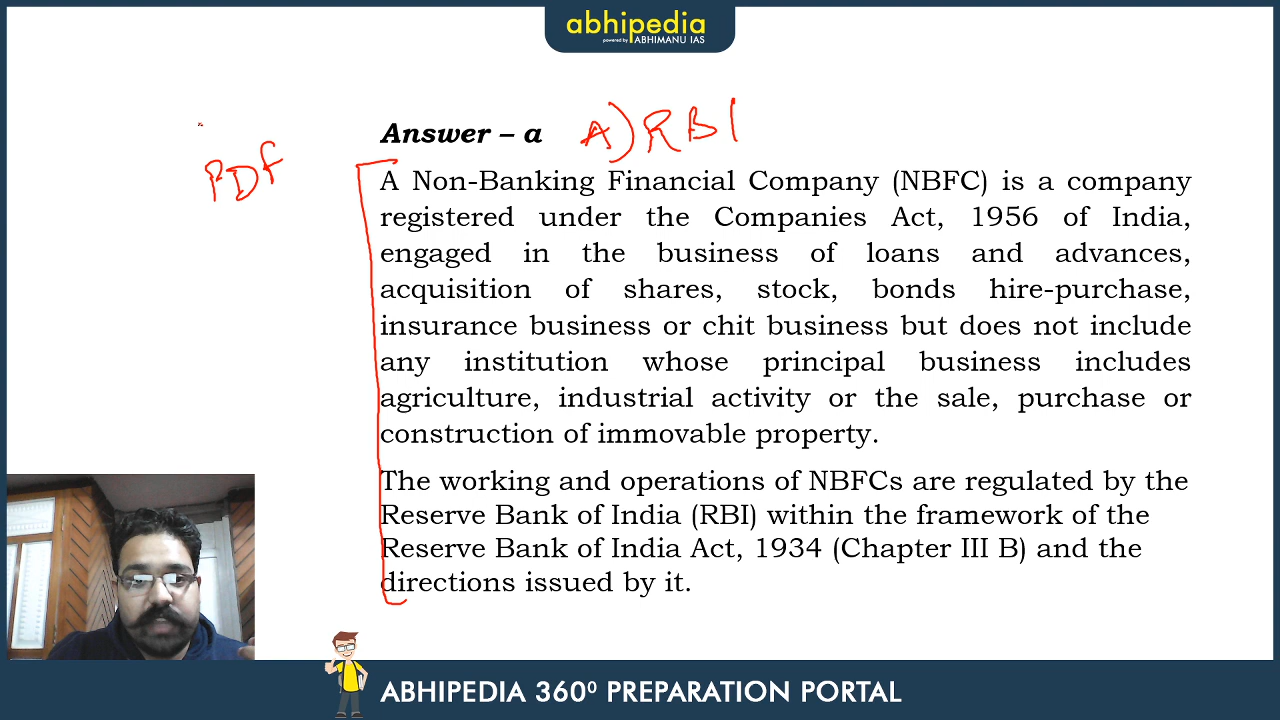 abhipedia
powered by ABHIMANU IAS
Answer – a A) RBI
PDF
A Non-Banking Financial Company (NBFC) is a company
registered under the Companies Act, 1956 of India,
engaged in the business of loans and advances,
acquisition of shares, stock, bonds hire-purchase,
insurance business or chit business but does not include
any institution whose principal business includes
agriculture, industrial activity or the sale, purchase or
construction of immovable property.
The working and operations of NBFCs are regulated by the
Reserve Bank of India (RBI) within the framework of the
Reserve Bank of India Act, 1934 (Chapter III B) and the
directions issued by it.
ABHIPEDIA 360⁰ PREPARATION PORTAL